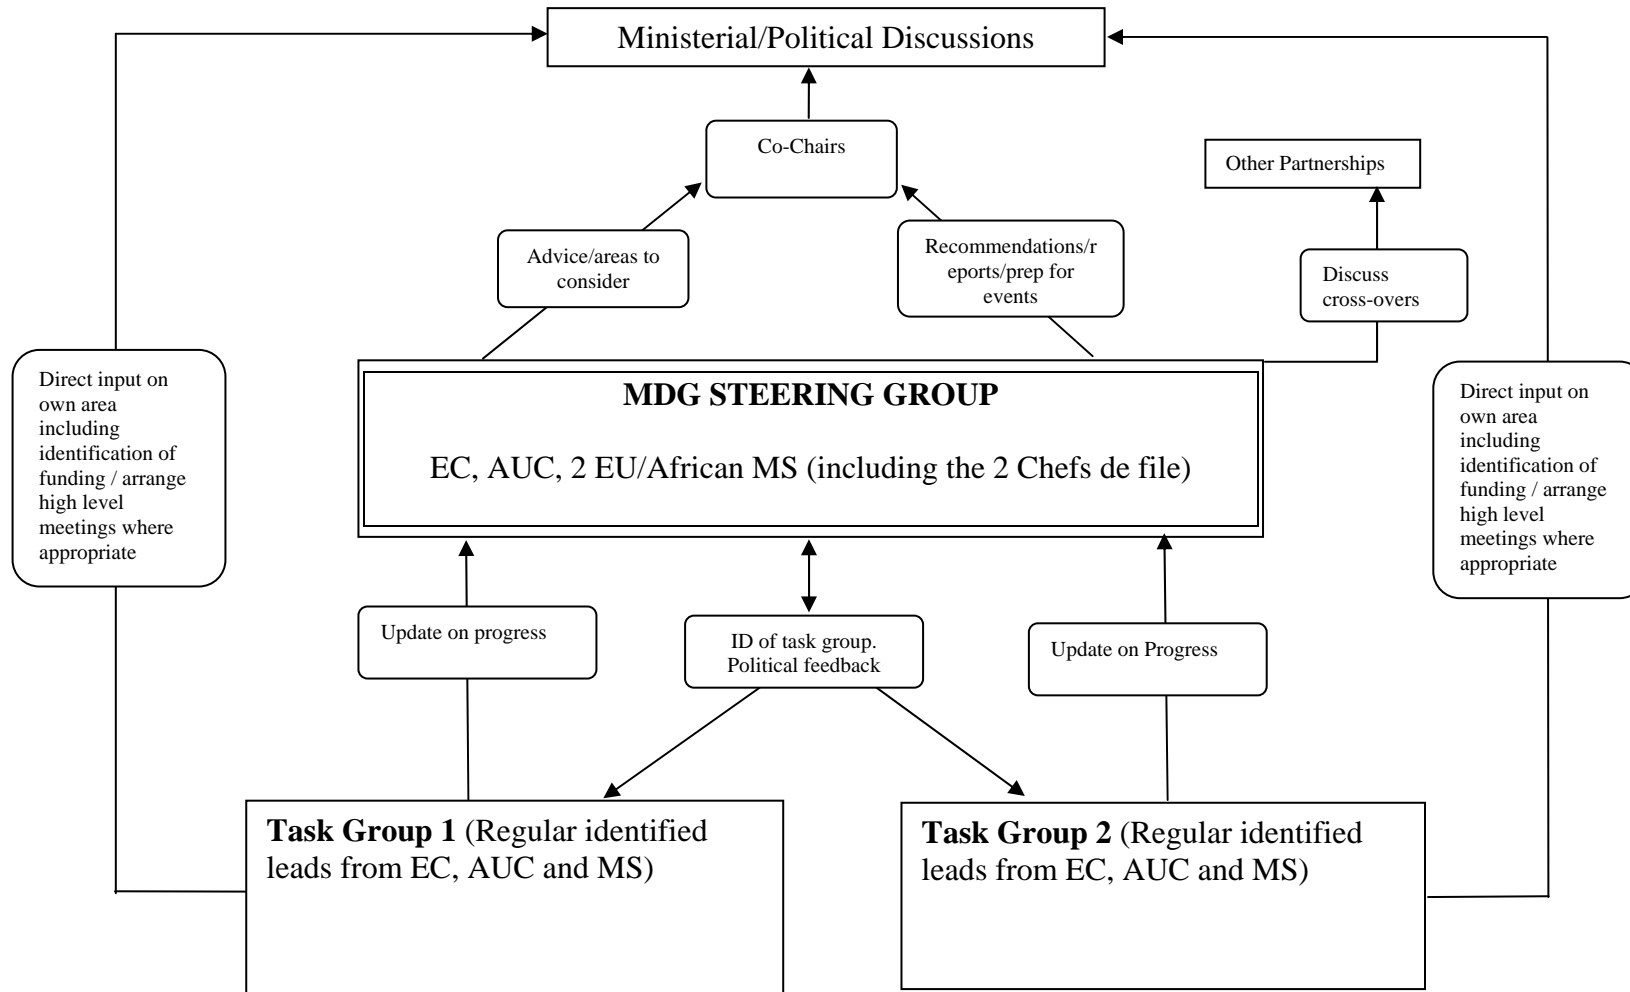 Ministerial/Political Discussions
Co-Chairs
Other Partnerships
Advice/areas to
consider
Recommendations/r
eports/prep for
events
Discuss
cross-overs
Direct input on
own area
including
identification of
funding / arrange
high level
meetings where
appropriate
MDG STEERING GROUP
EC, AUC, 2 EU/African MS (including the 2 Chefs de file)
Direct input on
own area
including
identification of
funding / arrange
high level
meetings where
appropriate
Update on progress
ID of task group.
Political feedback
Update on Progress
Task Group 1 (Regular identified
leads from EC, AUC and MS)
Task Group 2 (Regular identified
leads from EC, AUC and MS)